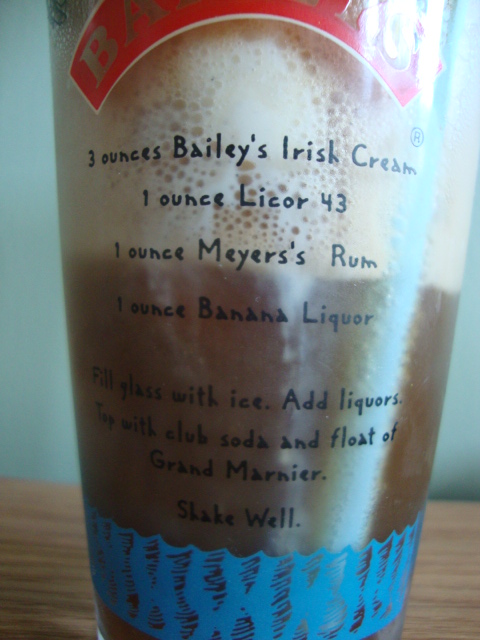 BAHAMA
®
3 ounces Bailey's Irish Cream
1 ounce Licor 43
1 ounce Meyers's Rum
1 ounce Banana Liquor
Fill glass with ice. Add liquors.
Top with club soda and float of
Grand Marnier.
Shake Well.